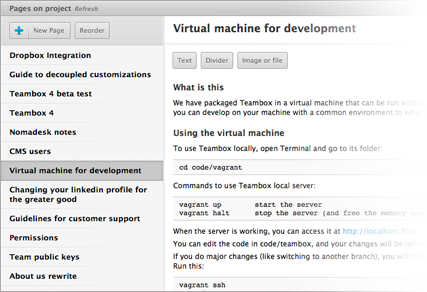 Pages on project Refresh
New Page Reorder
Dropbox Integration
Guide to decoupled customizations
Teambox 4 beta test
Teambox 4
Nomadesk notes
CMS users
Virtual machine for development
Changing your linkedin profile for
the greater good
Guidelines for customer support
Permissions
Team public keys
About us rewrite
Virtual machine for development
Text Divider Image or file
What is this
We have packaged Teambox in a virtual machine that can be run with
you can develop on your machine with a common environment to what
Using the virtual machine
To use Teambox locally, open Terminal and go to its folder:
cd code/vagrant
Commands to use Teambox local server:
vagrant up start the server
vagrant halt stop the server (and free the memory
When the server is working, you can access it at http://localhost
You can edit the code in code/teambox, and your changes will be
If you do major changes (like switching to another branch), you will
Run this:
vagrant ssh